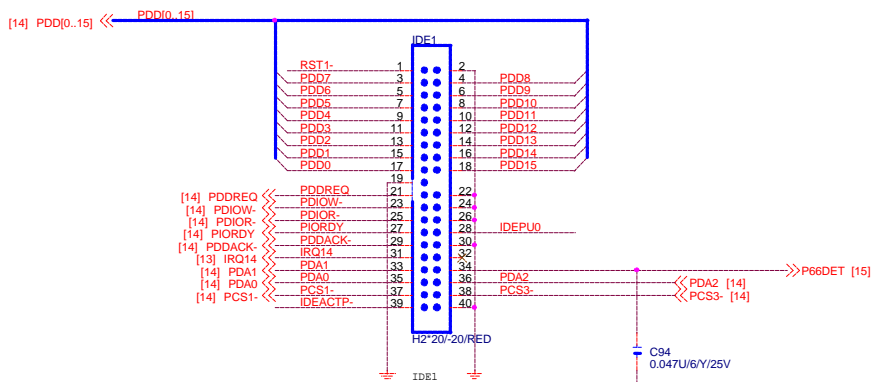 [14] PDD[0..15] PDD[0..15]
IDE1
RST1- 1 2
PDD7 3 4 PDD8
PDD6 5 6 PDD9
PDD5 7 8 PDD10
PDD4 9 10 PDD11
PDD3 11 12 PDD12
PDD2 13 14 PDD13
PDD1 15 16 PDD14
PDD0 17 18 PDD15
19
[14] PDDREQ PDDREQ 21 22
[14] PDIOW- PDIOW- 23 24
[14] PDIOR- PDIOR- 25 26
[14] PIORDY PIORDY 27 28 IDEPU0
[14] PDDACK- PDDACK- 29 30
[13] IRQ14 IRQ14 31 32
[14] PDA1 PDA1 33 34 P66DET [15]
[14] PDA0 PDA0 35 36 PDA2 PDA2 [14]
[14] PCS1- PCS1- 37 38 PCS3- PCS3- [14]
IDEACTP- 39 40
H2*20/-20/RED
C94
0.047U/6/Y/25V
IDE1